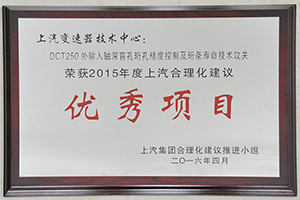 上汽变速器技术中心：
DCT250外输入轴深盲孔珩孔精度控制及珩条寿命技术攻关
荣获2015年度上汽合理化建议
优秀项目
上汽集团合理化建议推进小组
二〇一六年四月